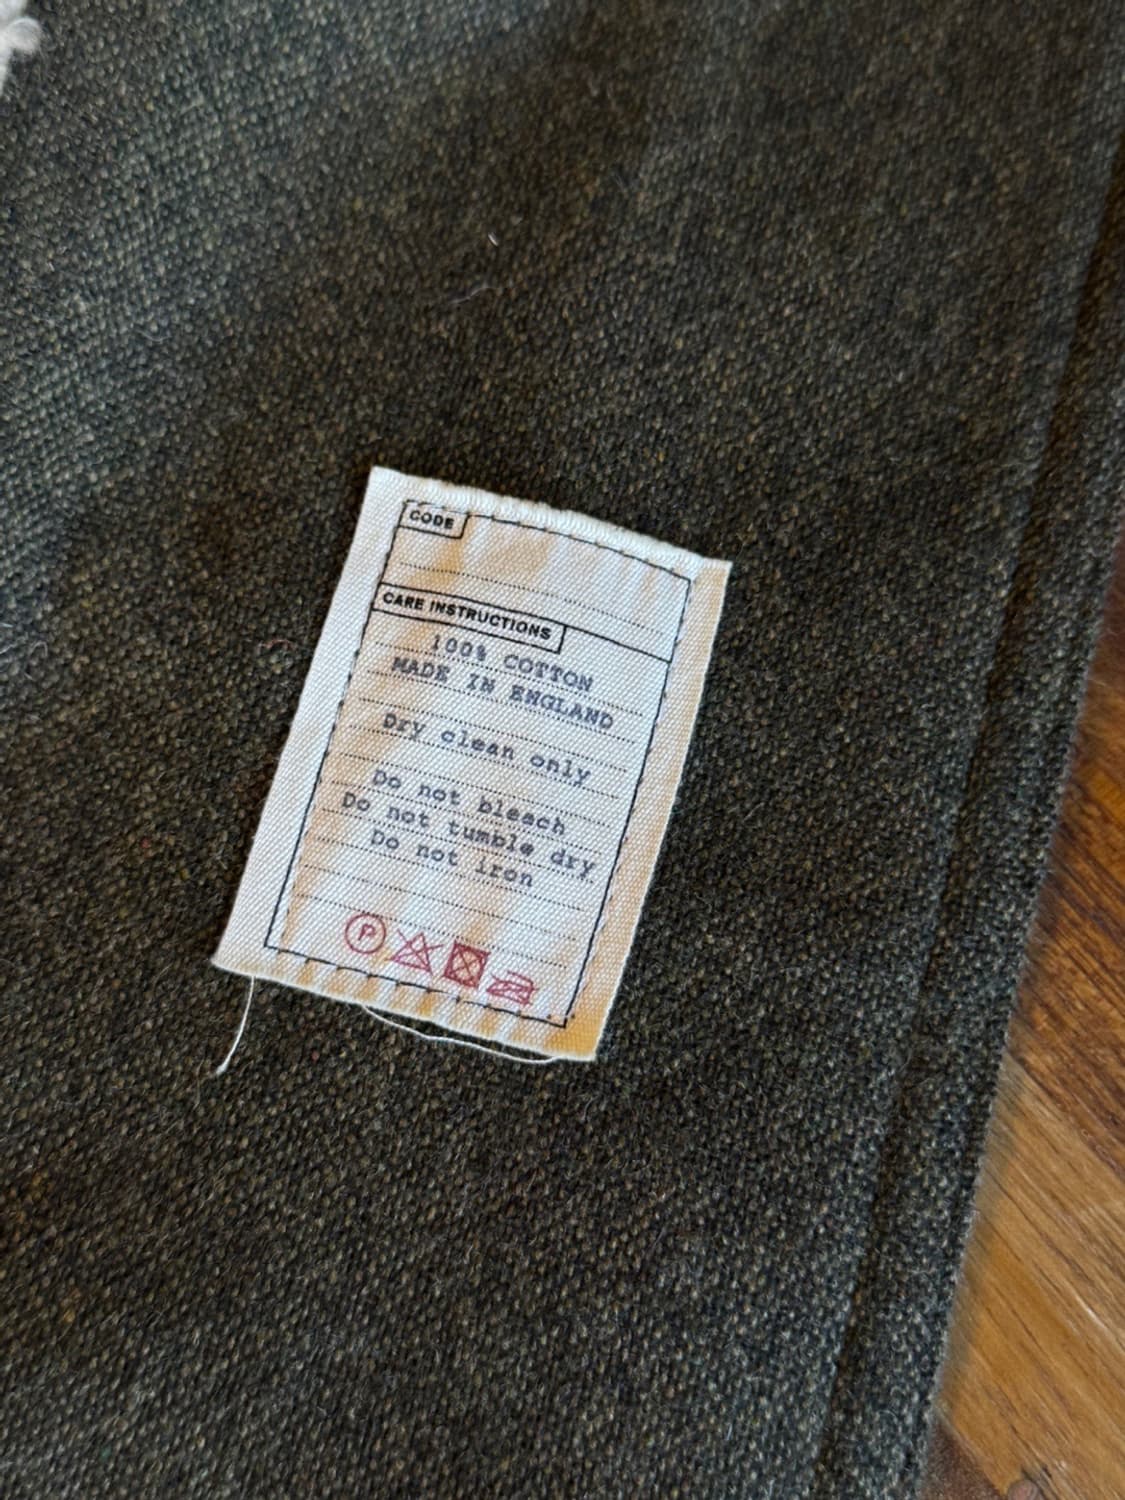 CODE
CARE INSTRUCTIONS
100% COTTON
MADE IN ENGLAND
Dry clean only
Do not bleach
Do not tumble dry
Do not iron
P